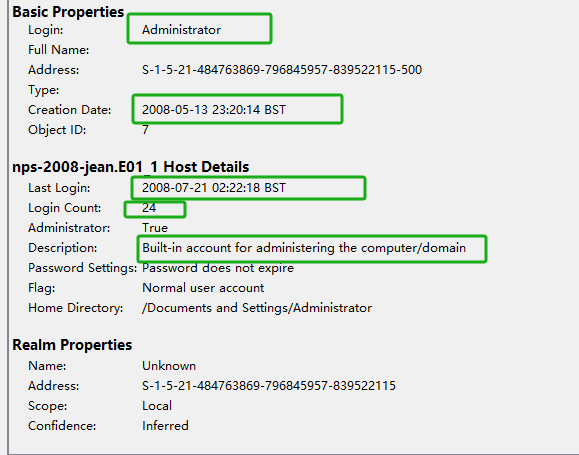 Basic Properties
Login: Administrator
Full Name:
Address: S-1-5-21-484763869-796845957-839522115-500
Type:
Creation Date: 2008-05-13 23:20:14 BST
Object ID: 7
nps-2008-jean.E01_1 Host Details
Last Login: 2008-07-21 02:22:18 BST
Login Count: 24
Administrator: True
Description: Built-in account for administering the computer/domain
Password Settings: Password does not expire
Flag: Normal user account
Home Directory: /Documents and Settings/Administrator
Realm Properties
Name: Unknown
Address: S-1-5-21-484763869-796845957-839522115
Scope: Local
Confidence: Inferred